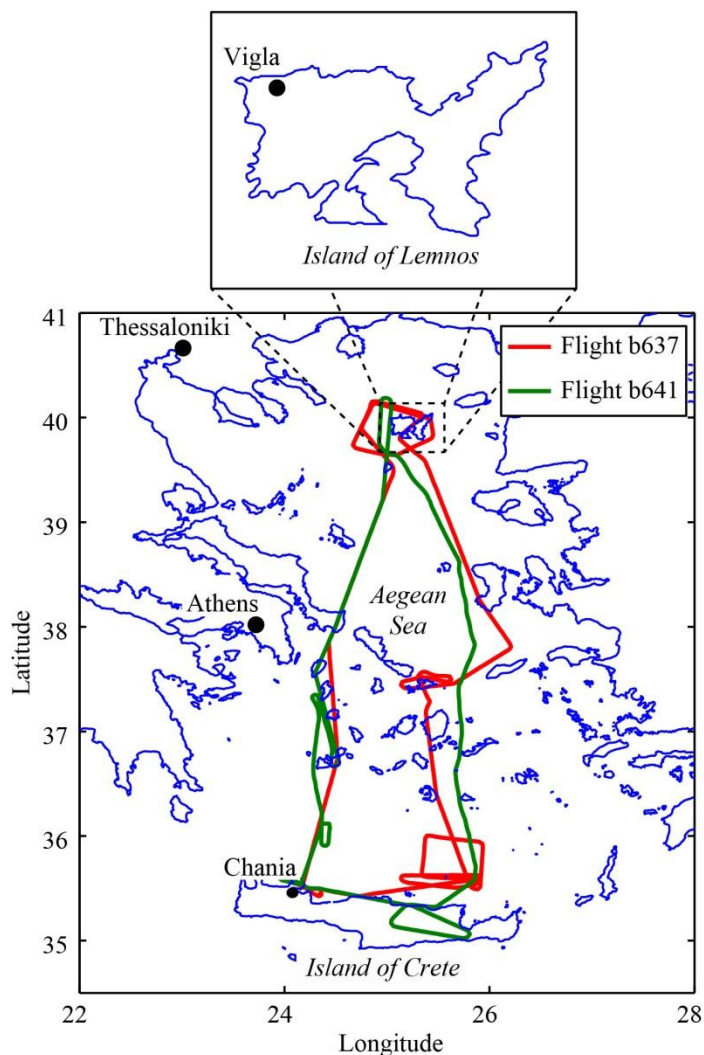 Vigla
Island of Lemnos
41
Thessaloniki
Flight b637
Flight b641
40
39
Aegean
Sea
Athens
38
37
36
Chania
35
Island of Crete
22
24
26
28
Latitude
Longitude